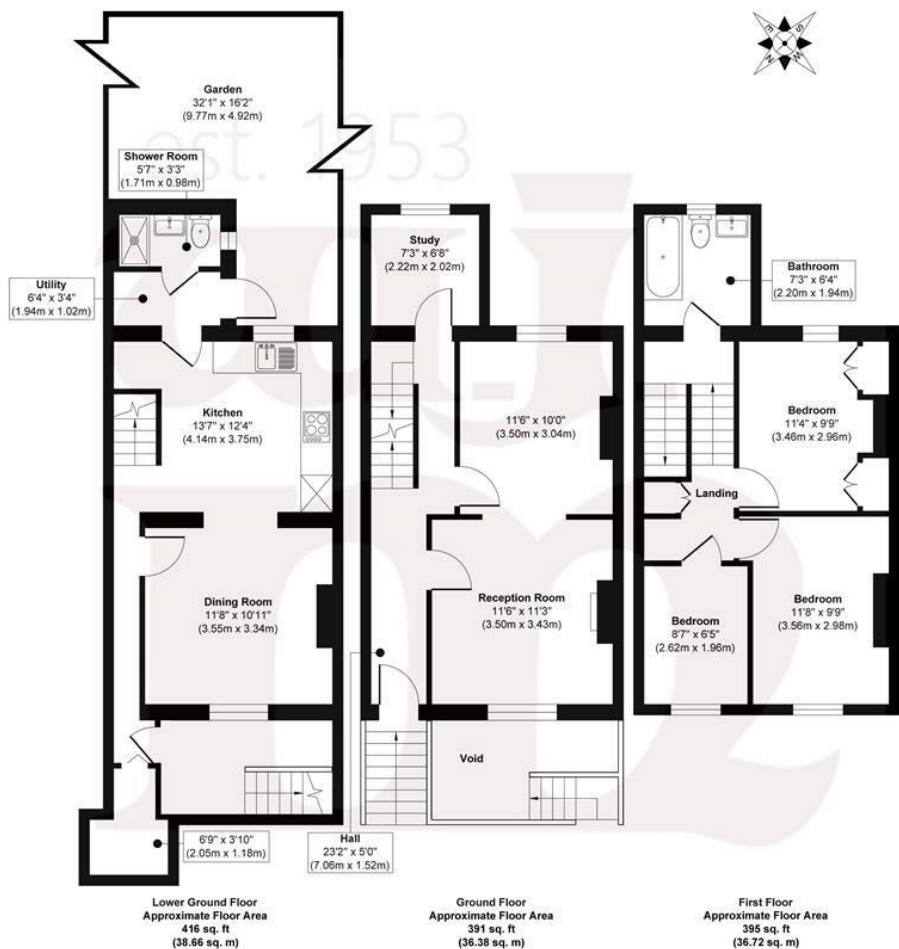 Garden
32'1" x 16'2"
(9.77m x 4.92m)
est. 1953
Shower Room
5'7" x 3'3"
(1.71m x 0.98m)
Utility
6'4" x 3'4"
(1.94m x 1.02m)
Kitchen
13'7" x 12'4"
(4.14m x 3.75m)
Dining Room
11'8" x 10'11"
(3.55m x 3.34m)
6'9" x 3'10"
(2.05m x 1.18m)
Lower Ground Floor
Approximate Floor Area
416 sq. ft
(38.66 sq. m)
Study
7'3" x 6'8"
(2.22m x 2.02m)
11'6" x 10'0"
(3.50m x 3.04m)
Reception Room
11'6" x 11'3"
(3.50m x 3.43m)
Void
Hall
23'2" x 5'0"
(7.06m x 1.52m)
Ground Floor
Approximate Floor Area
391 sq. ft
(36.38 sq. m)
N
E
S
W
Bathroom
7'3" x 6'4"
(2.20m x 1.94m)
Bedroom
11'4" x 9'9"
(3.46m x 2.96m)
Landing
Bedroom
11'8" x 9'9"
(3.56m x 2.98m)
Bedroom
8'7" x 6'5"
(2.62m x 1.96m)
First Floor
Approximate Floor Area
395 sq. ft
(36.72 sq. m)